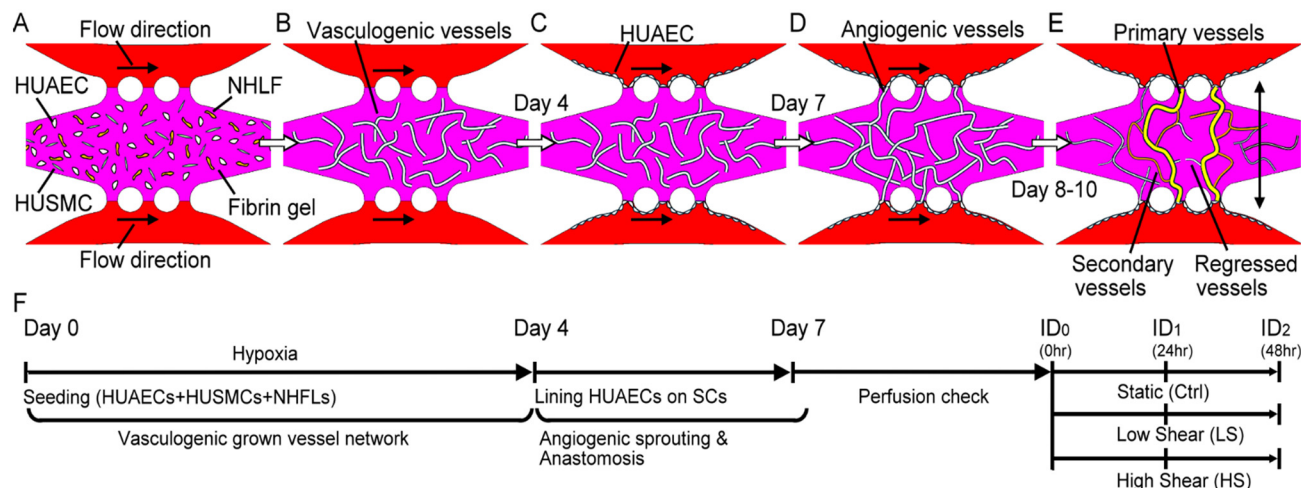 A
Flow direction
HUAEC
NHLF
HUSMC
Fibrin gel
Flow direction
B
Vasculogenic vessels
Day 4
C
HUAEC
Day 7
D
Angiogenic vessels
Day 8-10
E
Primary vessels
Secondary
vessels
Regressed
vessels
F
Day 0
Day 4
Day 7
ID0
(0hr)
ID1
(24hr)
ID2
(48hr)
Hypoxia
Seeding (HUAECs+HUSMCs+NHFLs)
Lining HUAECs on SCs
Perfusion check
Static (Ctrl)
Vasculogenic grown vessel network
Angiogenic sprouting &
Anastomosis
Low Shear (LS)
High Shear (HS)